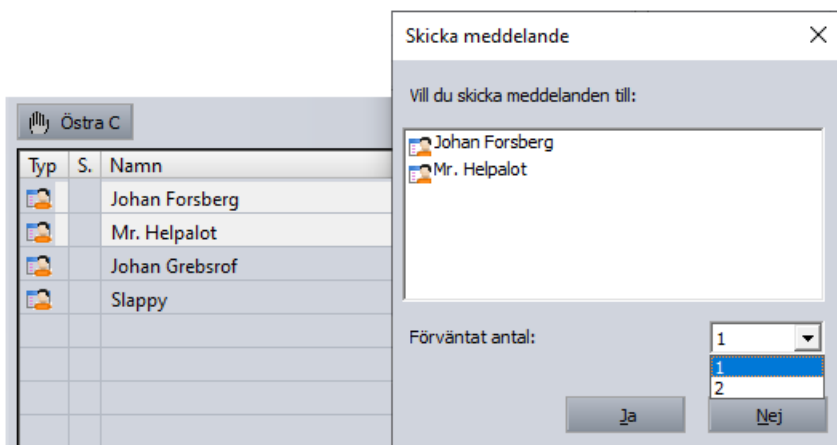 Östra C
Typ S. Namn
Johan Forsberg
Mr. Helpalot
Johan Grebsrof
Slappy
Skicka meddelande
Vill du skicka meddelanden till:
Johan Forsberg
Mr. Helpalot
Förväntat antal: 1
1
2
Ja Nej